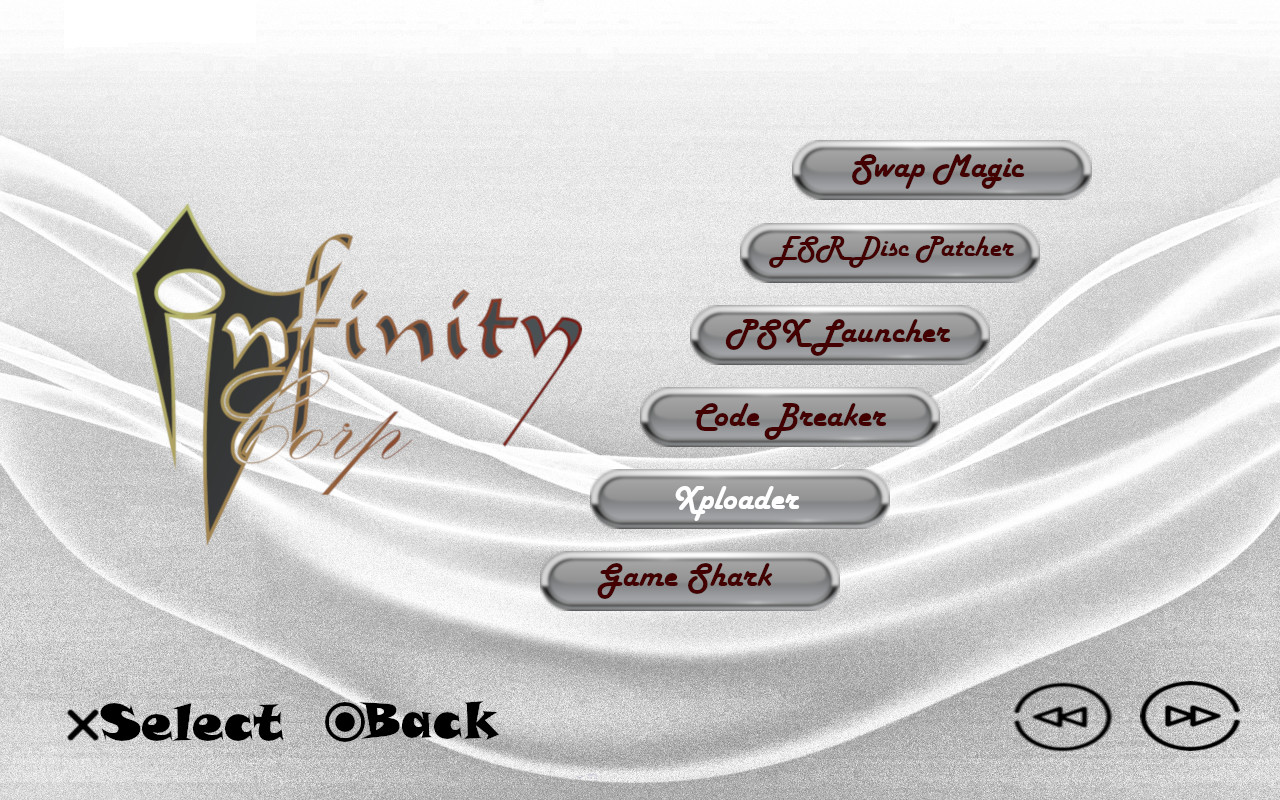 Infinity
Corp
Swap Magic
ESR Disc Patcher
PSX Launcher
Code Breaker
Xploader
Game Shark
Select
Back